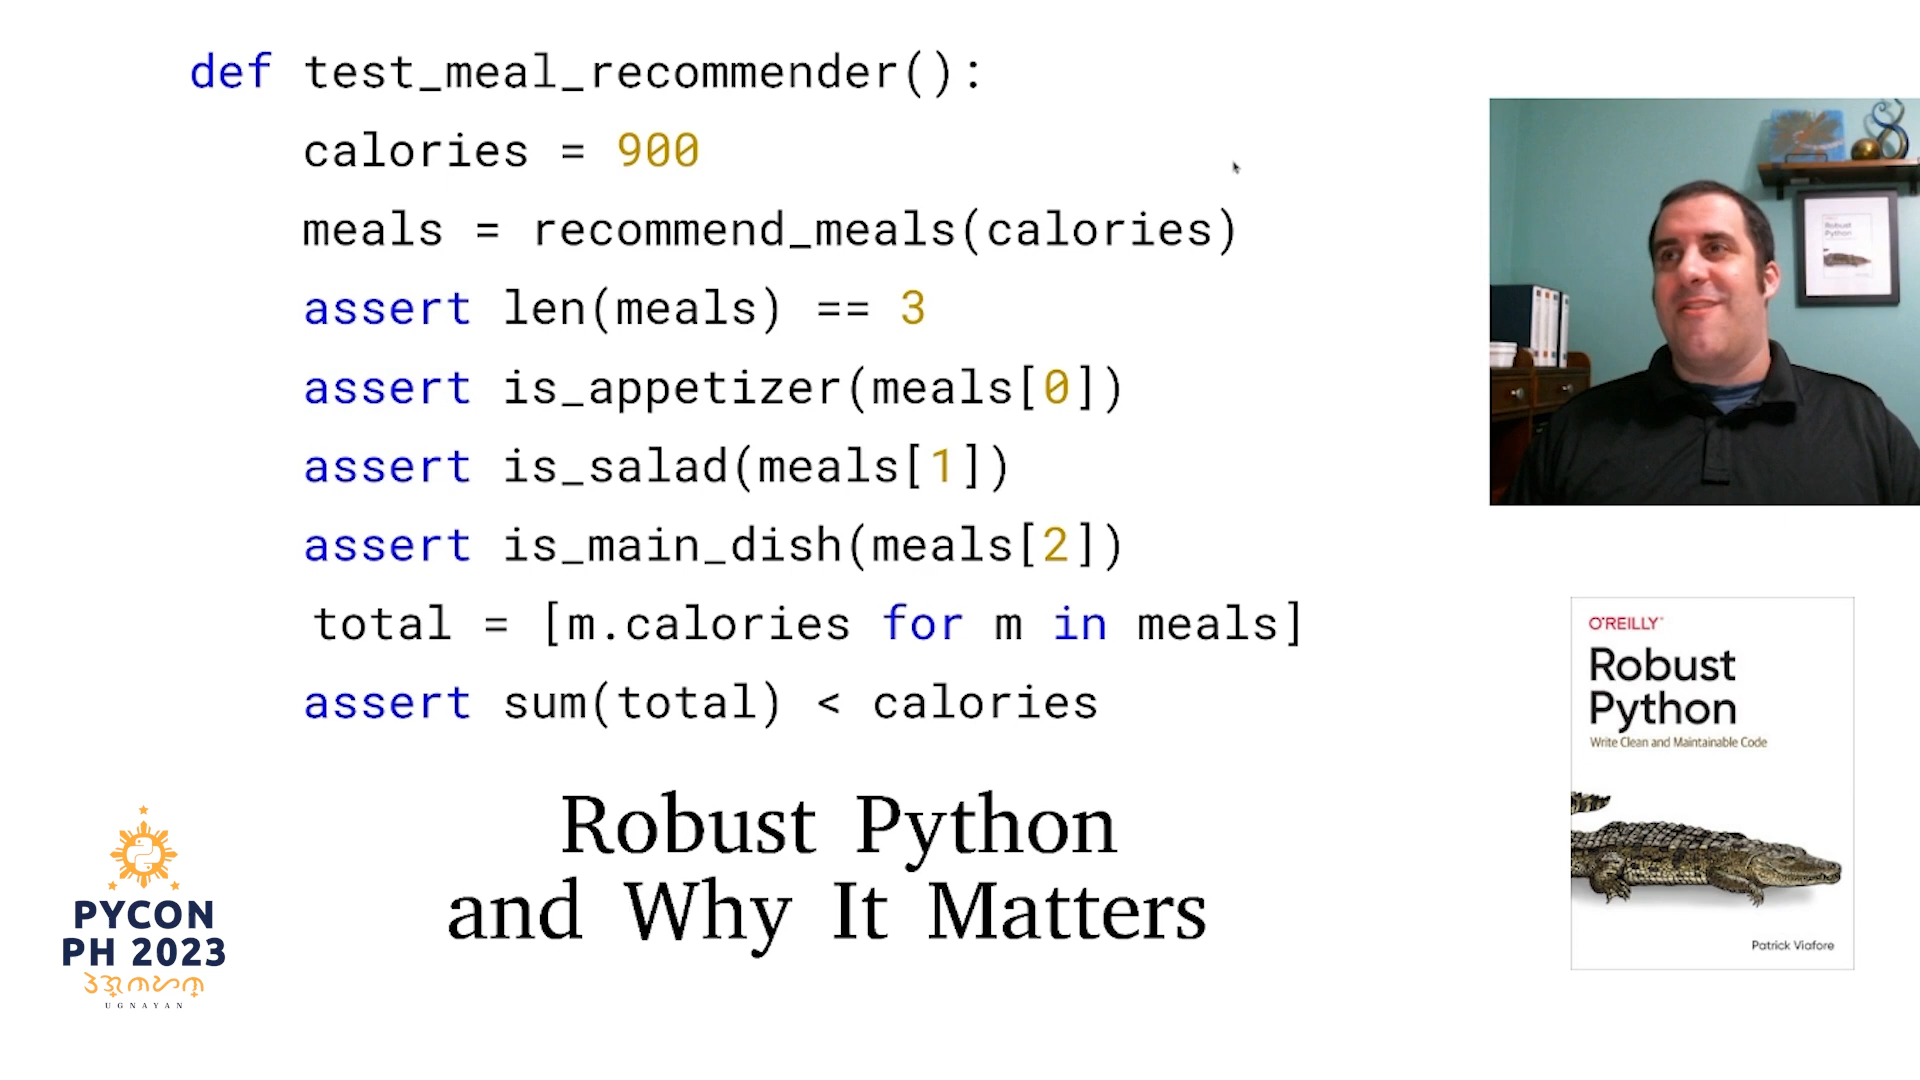 def test_meal_recommender():
calories = 900
meals = recommend_meals(calories)
assert len(meals) == 3
assert is_appetizer(meals[0])
assert is_salad(meals[1])
assert is_main_dish(meals[2])
total = [m.calories for m in meals]
assert sum(total) < calories
Robust Python
and Why It Matters
PYCON
PH 2023
UGNAYAN
Robust
Python
O'REILLY
Robust
Python
Write Clean and Maintainable Code
Patrick Viafore